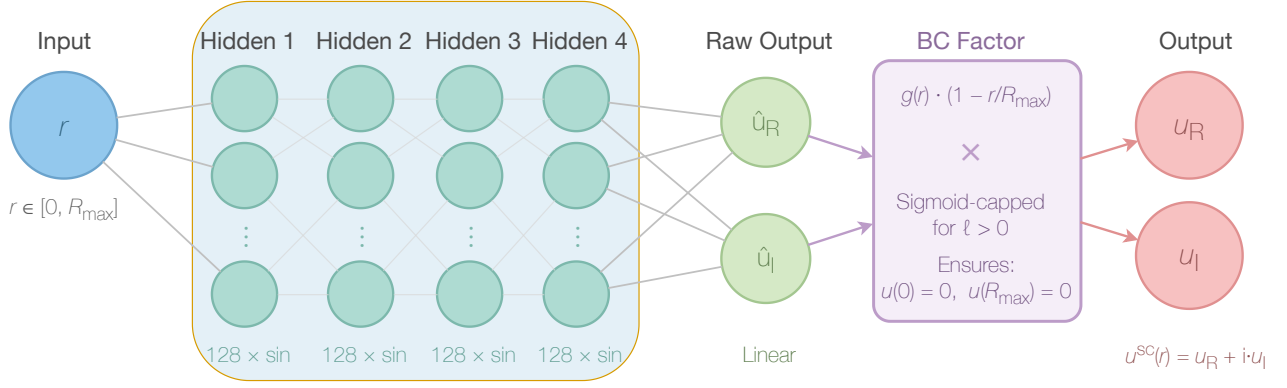 Input
Hidden 1
Hidden 2
Hidden 3
Hidden 4
Raw Output
BC Factor
Output
r
r ∈ [0, Rmax]
⋮
⋮
⋮
⋮
128 × sin
128 × sin
128 × sin
128 × sin
ûR
ûI
Linear
g(r) · (1 − r/Rmax)
×
Sigmoid-capped
for ℓ > 0
Ensures:
u(0) = 0, u(Rmax) = 0
uR
uI
uˢᶜ(r) = uR + i·uI